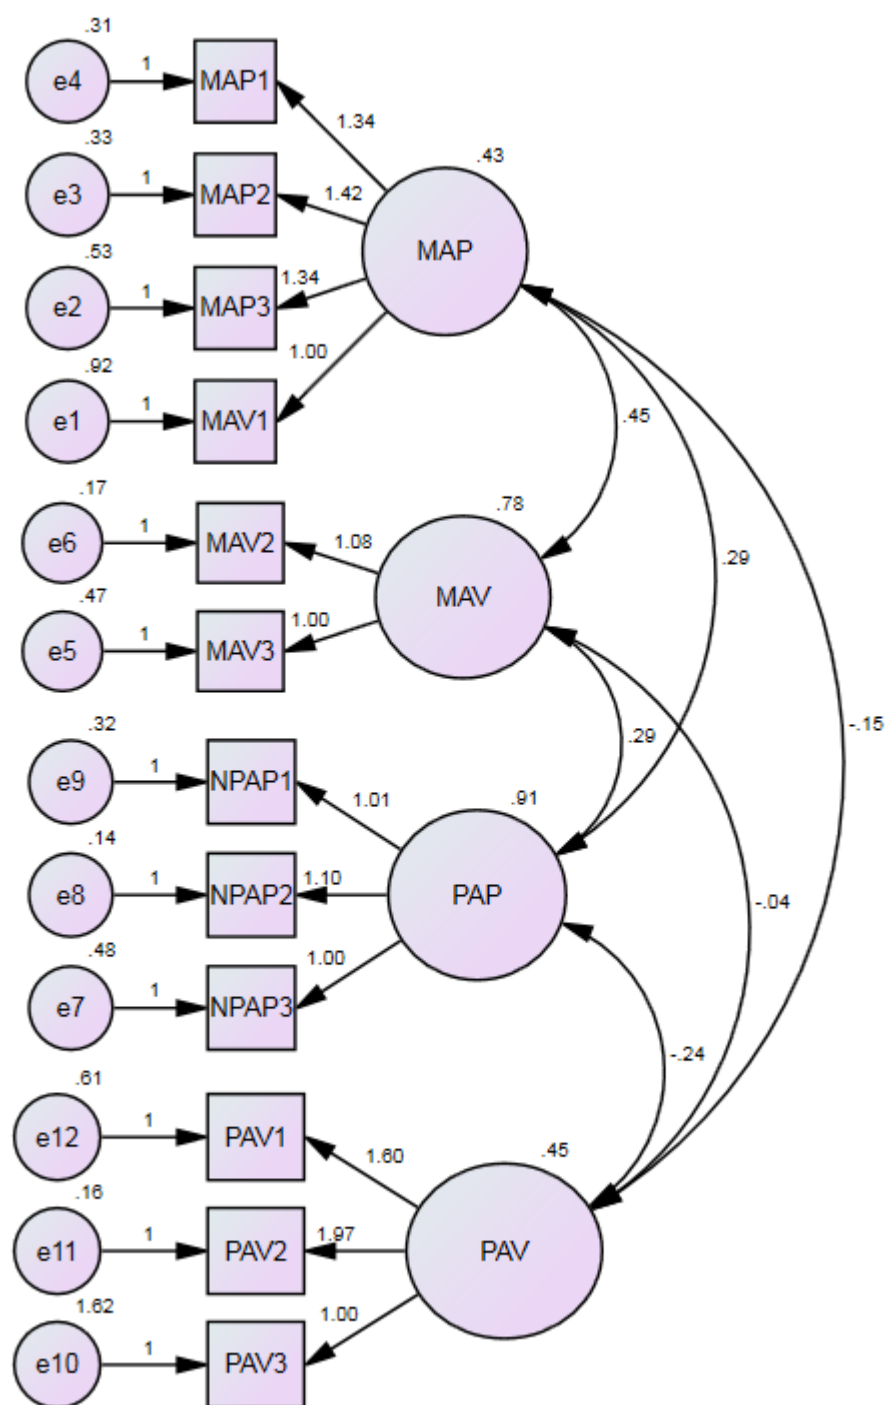 .31
e4 1 MAP1
1.34
.43
.33
e3 1 MAP2
1.42
MAP
.53
e2 1 MAP3
1.34
.92
e1 1 MAV1
1.00
.45
.17
e6 1 MAV2
1.08
.78
MAV
.29
.47
e5 1 MAV3
1.00
-.15
.32
e9 1 NPAP1
1.01
.29
.91
.14
e8 1 NPAP2
1.10
PAP
-.04
.48
e7 1 NPAP3
1.00
-.24
.61
e12 1 PAV1
1.60
.45
.16
e11 1 PAV2
1.97
PAV
1.62
e10 1 PAV3
1.00